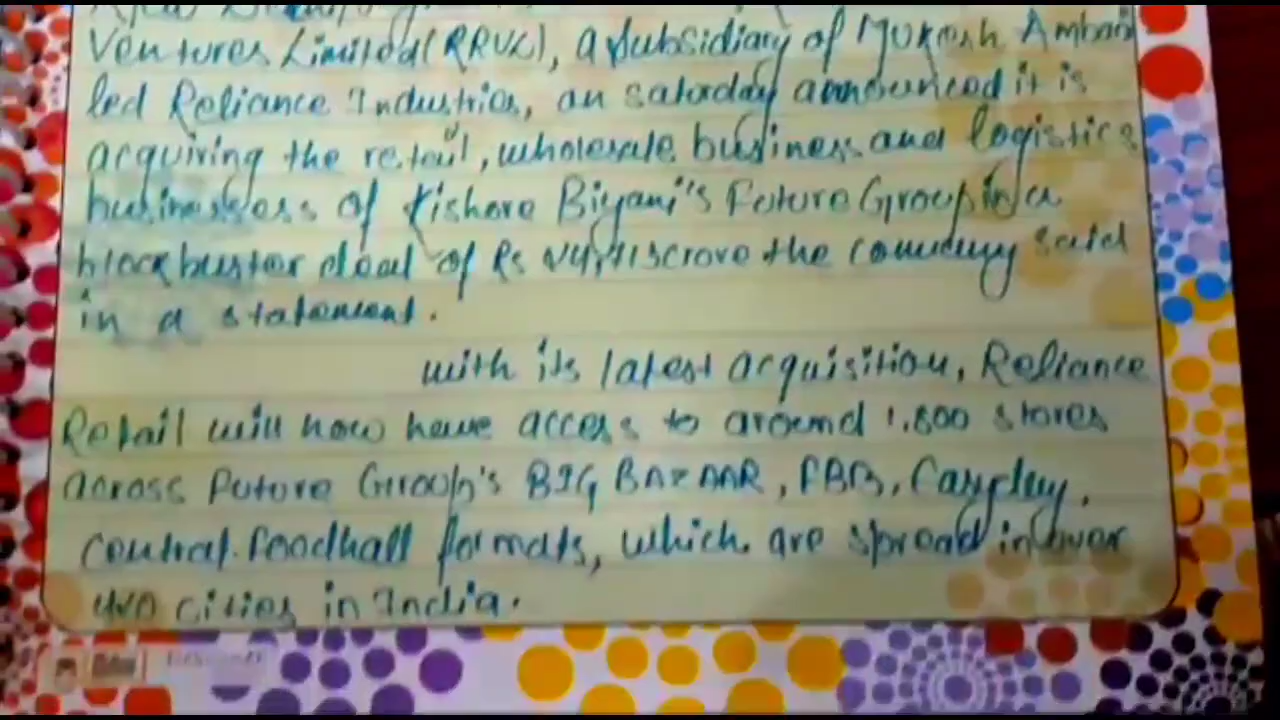 Ventures Limited (RRVL), a subsidiary of Mukesh Ambani
led Reliance Industries, on saturday announced it is
acquiring the retail, wholesale business and logistics
businesses of Kishore Biyani's Future Group in a
blockbuster deal of Rs crore the company said
in a statement.
with its latest acquisition, Reliance
Retail will now have access to around 1,800 stores
across Future Group's BIG BAZAAR, FBB,
Central foodhall formats, which are spread in over
cities in India.